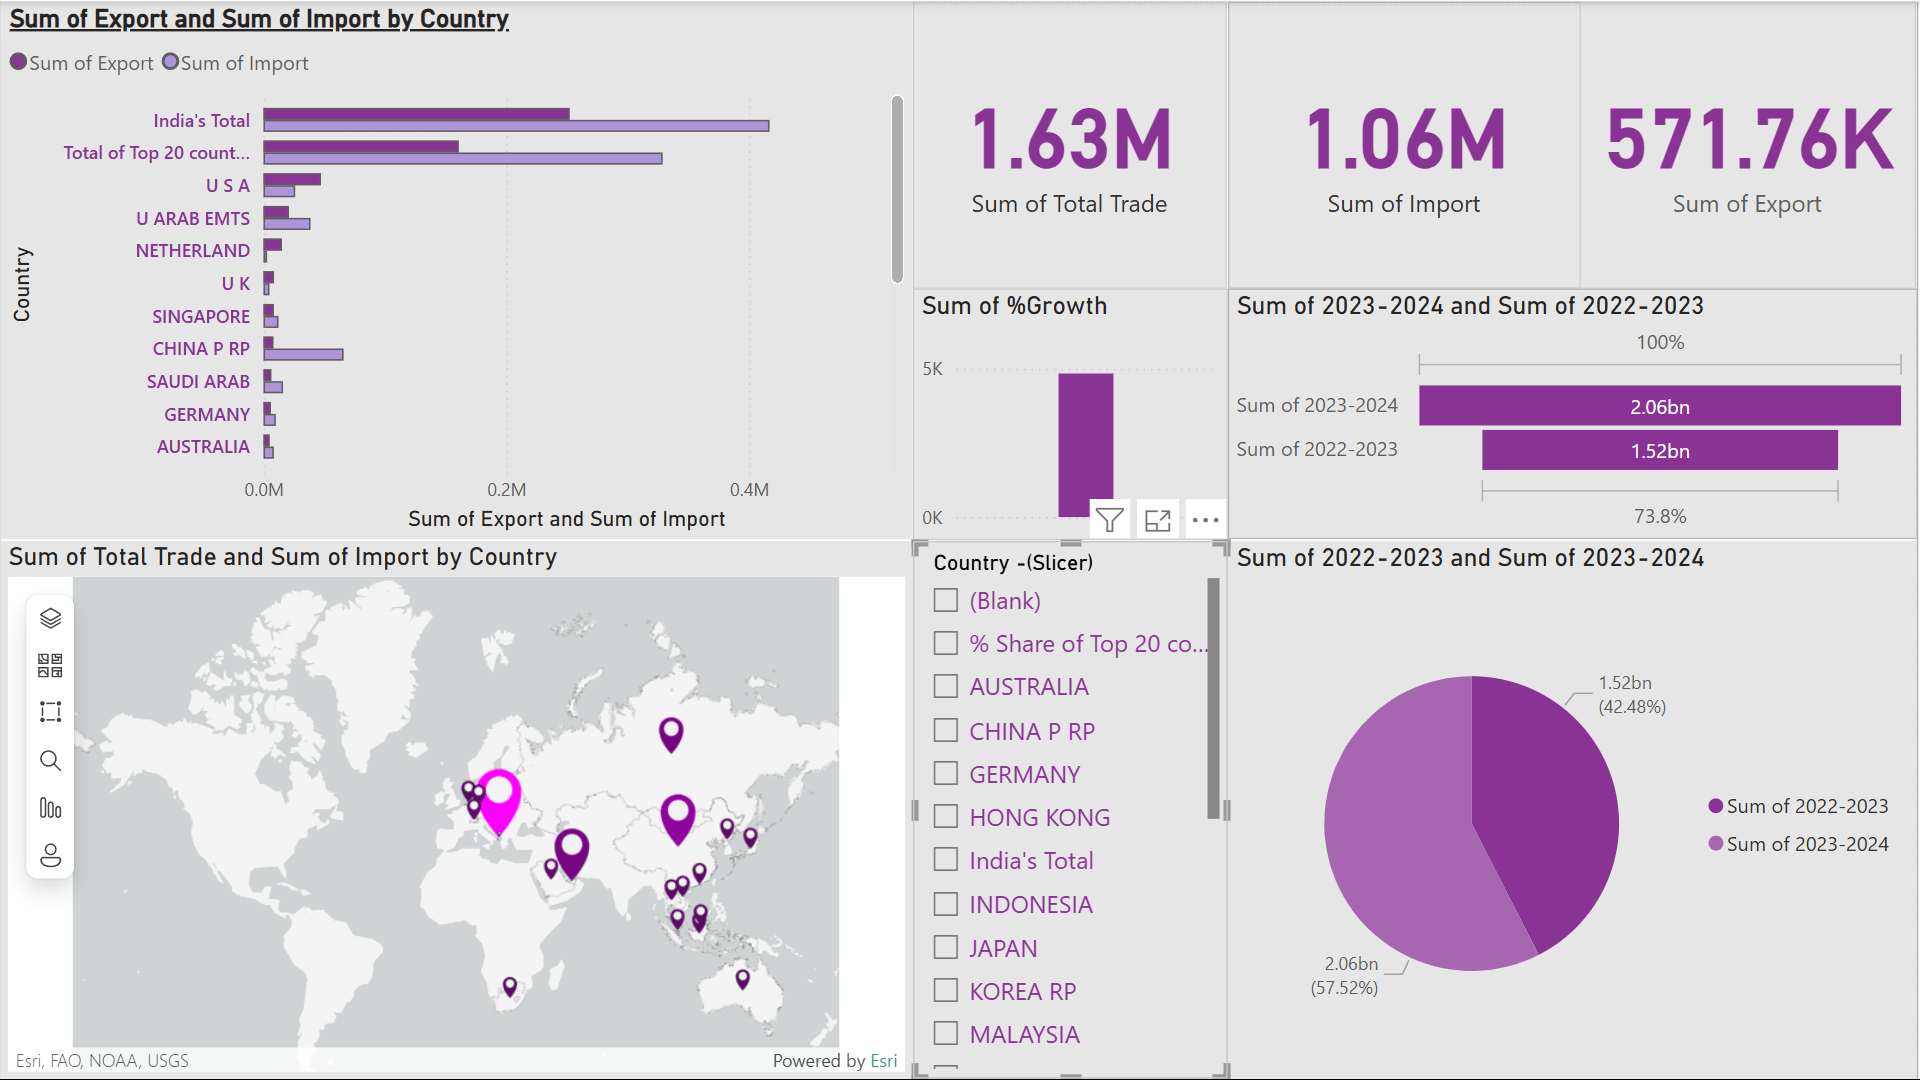 Sum of Export and Sum of Import by Country
Sum of Export Sum of Import
Country
India's Total
Total of Top 20 count...
U S A
U ARAB EMTS
NETHERLAND
U K
SINGAPORE
CHINA P RP
SAUDI ARAB
GERMANY
AUSTRALIA
0.0M 0.2M 0.4M
Sum of Export and Sum of Import
1.63M
Sum of Total Trade
1.06M
Sum of Import
571.76K
Sum of Export
Sum of %Growth
5K
0K
Sum of 2023-2024 and Sum of 2022-2023
100%
Sum of 2023-2024 2.06bn
Sum of 2022-2023 1.52bn
73.8%
Sum of Total Trade and Sum of Import by Country
Esri, FAO, NOAA, USGS
Powered by Esri
Country -(Slicer)
(Blank)
% Share of Top 20 co...
AUSTRALIA
CHINA P RP
GERMANY
HONG KONG
India's Total
INDONESIA
JAPAN
KOREA RP
MALAYSIA
Sum of 2022-2023 and Sum of 2023-2024
1.52bn
(42.48%)
2.06bn
(57.52%)
Sum of 2022-2023
Sum of 2023-2024